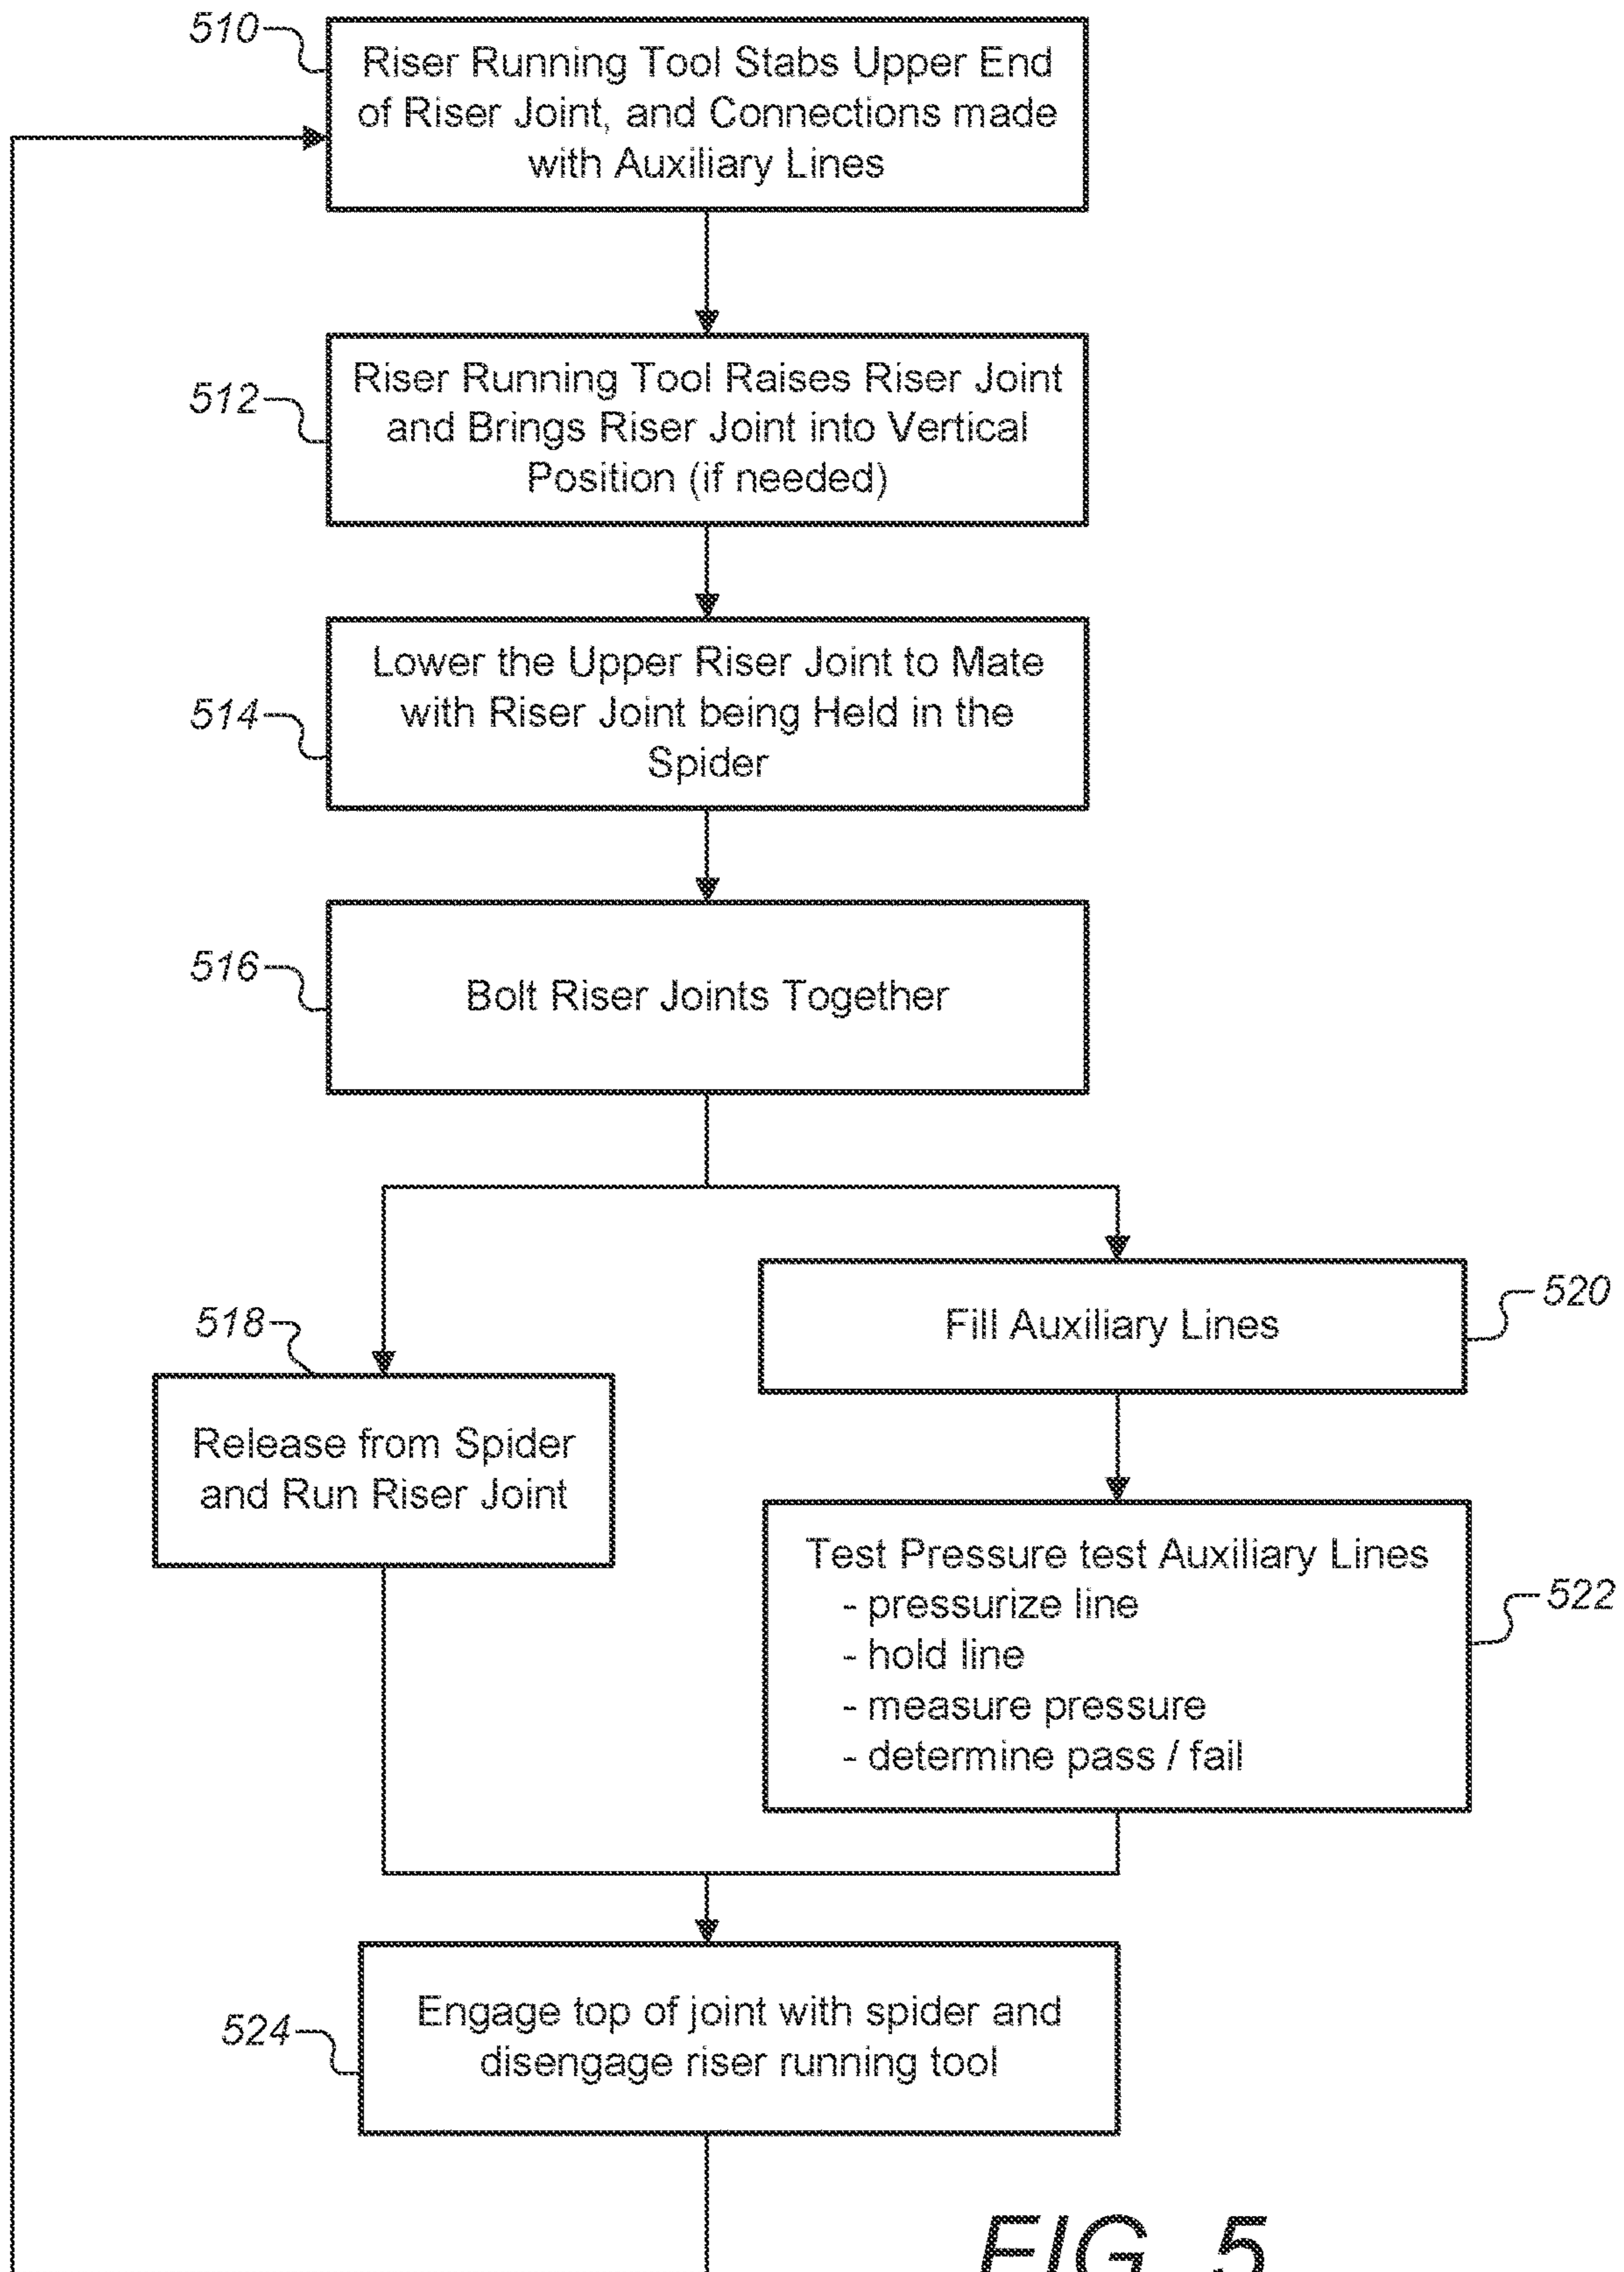 510
Riser Running Tool Stabs Upper End
of Riser Joint, and Connections made
with Auxiliary Lines
512
Riser Running Tool Raises Riser Joint
and Brings Riser Joint into Vertical
Position (if needed)
514
Lower the Upper Riser Joint to Mate
with Riser Joint being Held in the
Spider
516
Bolt Riser Joints Together
518
Release from Spider
and Run Riser Joint
520
Fill Auxiliary Lines
522
Test Pressure test Auxiliary Lines
- pressurize line
- hold line
- measure pressure
- determine pass / fail
524
Engage top of joint with spider and
disengage riser running tool
FIG. 5